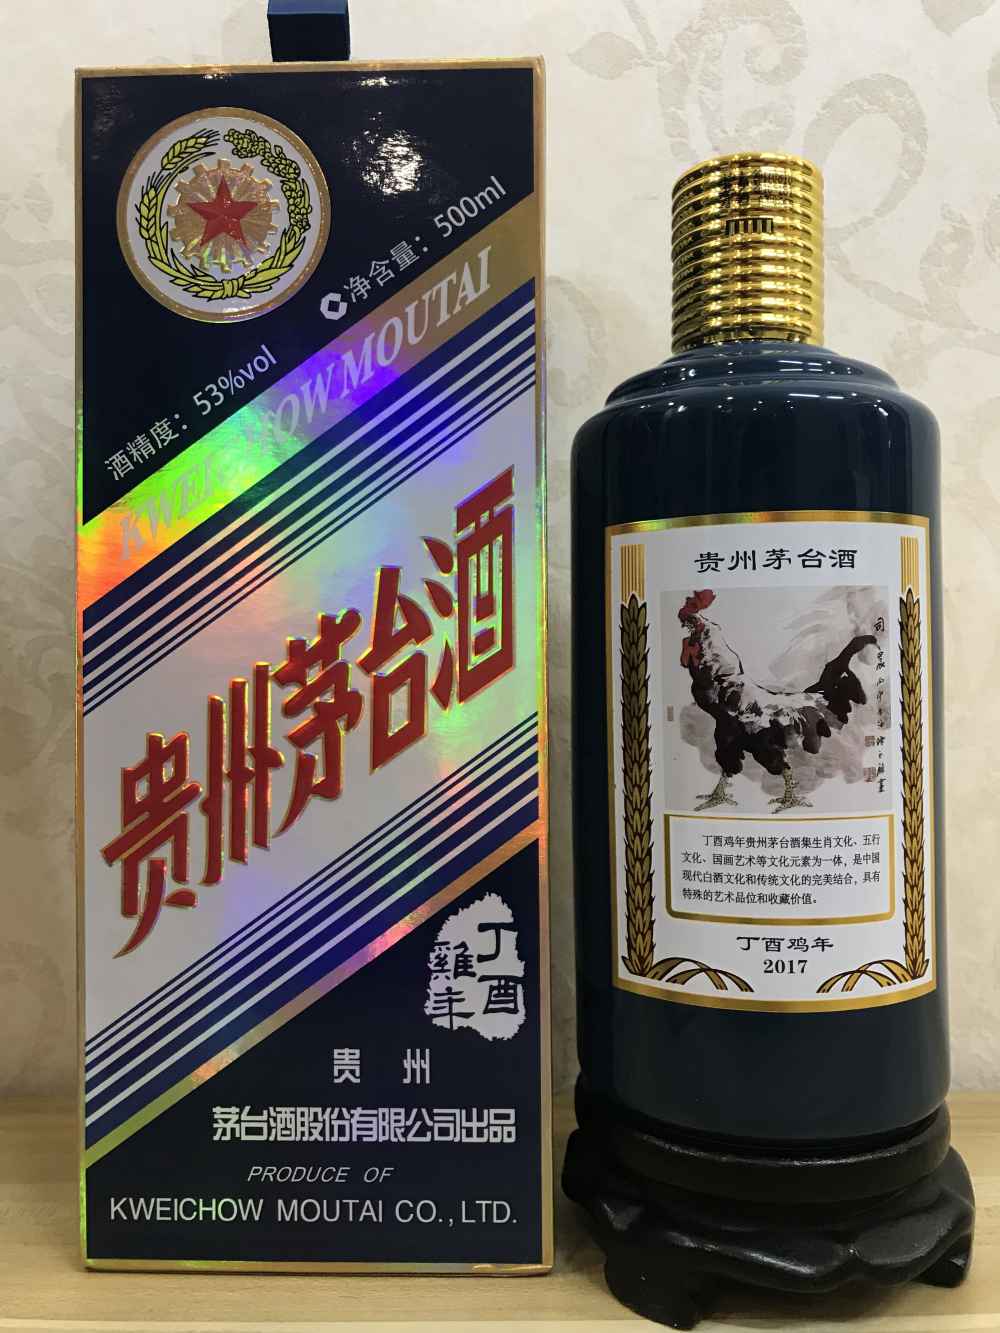 净含量：500ml
酒精度：53%vol
KWEICHOW MOUTAI
贵州茅台酒
丁酉
雞年
贵 州
茅台酒股份有限公司出品
PRODUCE OF
KWEICHOW MOUTAI CO., LTD.
贵州茅台酒
丁酉鸡年贵州茅台酒集生肖文化、五行
文化、国画艺术等文化元素为一体，是中国
现代白酒文化和传统文化的完美结合，具有
特殊的艺术品位和收藏价值。
丁酉鸡年
2017